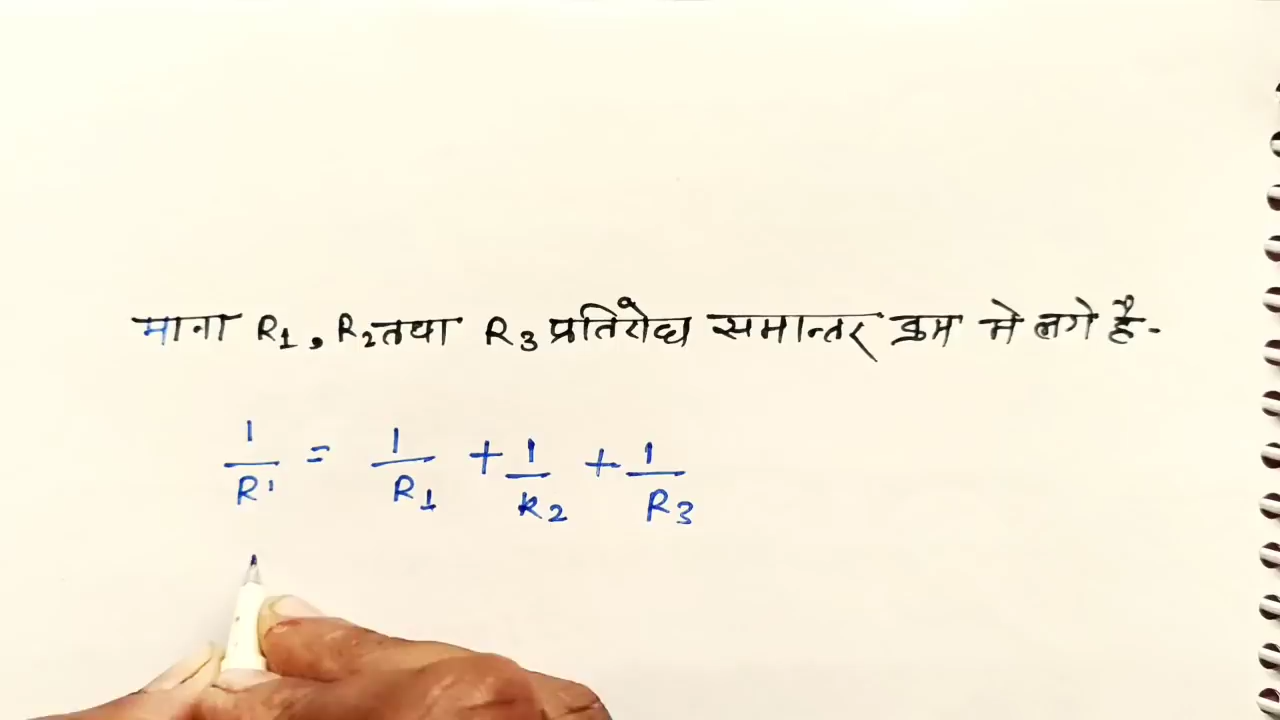 माना R1, R2 तथा R3 प्रतिरोध समान्तर क्रम मे लगे है.
1/R' = 1/R1 + 1/R2 + 1/R3